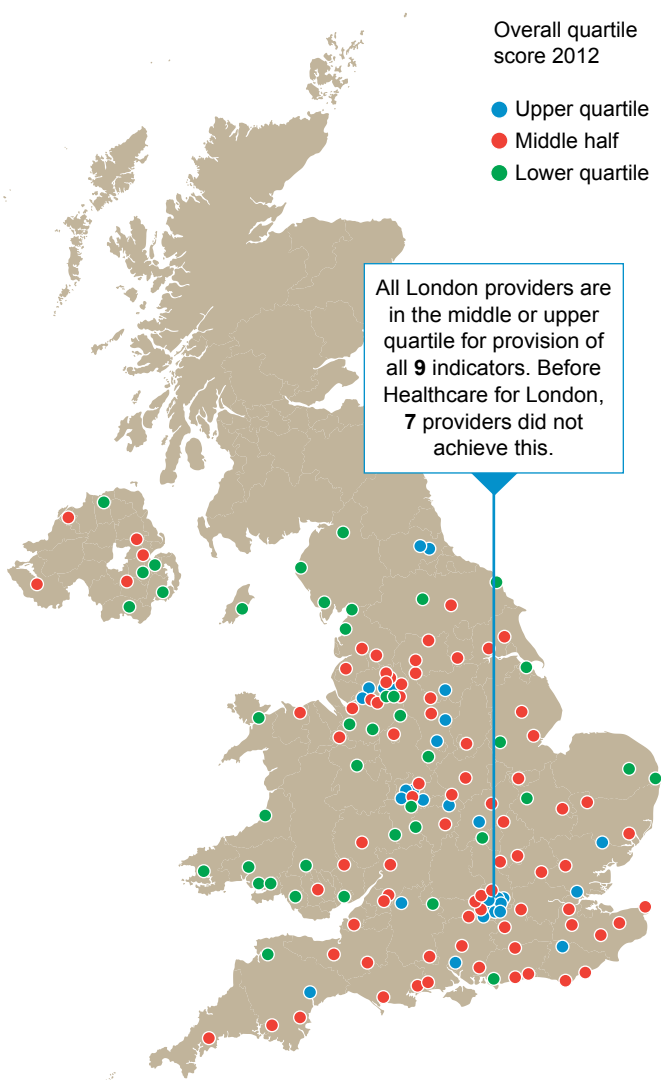 Overall quartile
score 2012
Upper quartile
Middle half
Lower quartile
All London providers are
in the middle or upper
quartile for provision of
all 9 indicators. Before
Healthcare for London,
7 providers did not
achieve this.